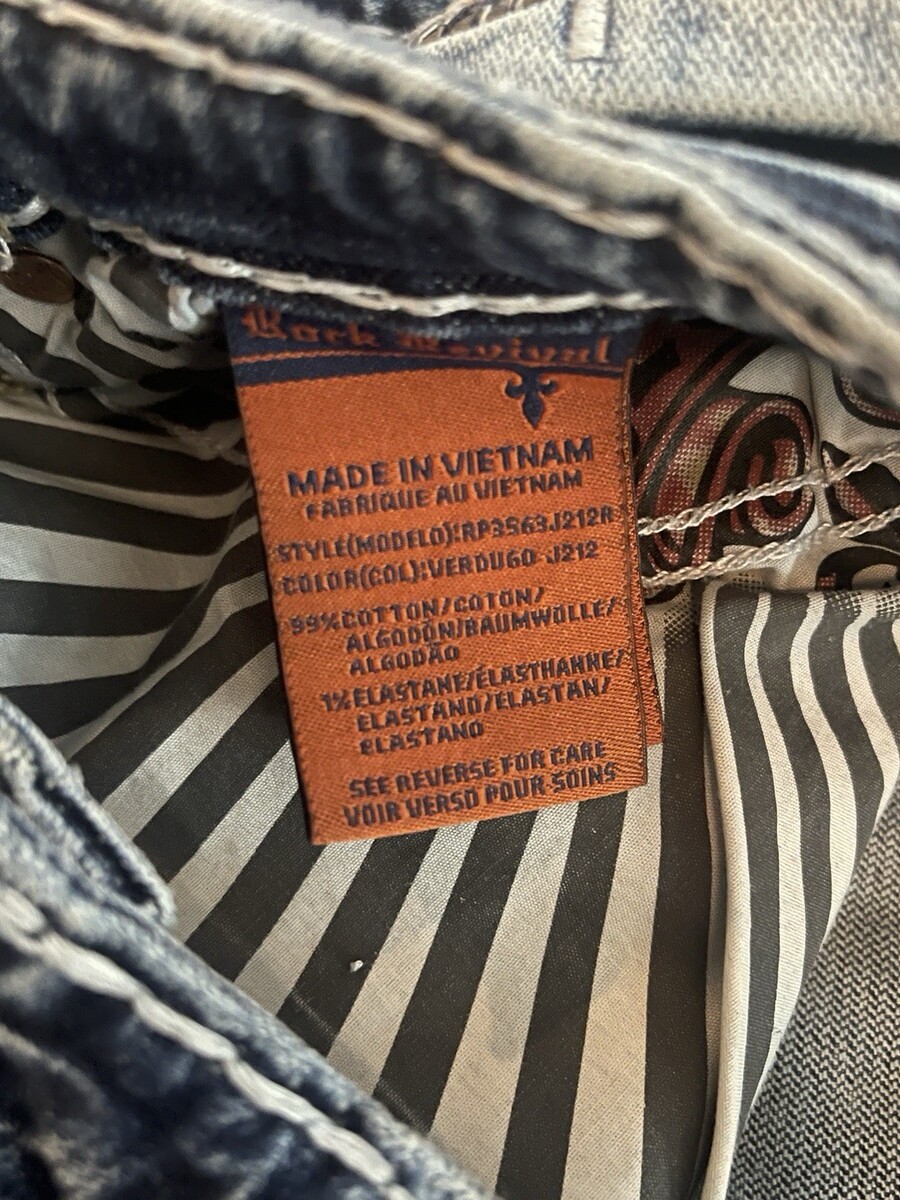 Rock Revival
MADE IN VIETNAM
FABRIQUE AU VIETNAM
STYLE(MODELO):RP3563J212R
COLOR(COL):VERDUGO J212
99%COTTON/COTON/
ALGODÓN/BAUMWOLLE/
ALGODÃO
1%ELASTANE/ÉLASTHANNE/
ELASTANO/ELASTAN/
ELASTANO
SEE REVERSE FOR CARE
VOIR VERSO POUR SOINS